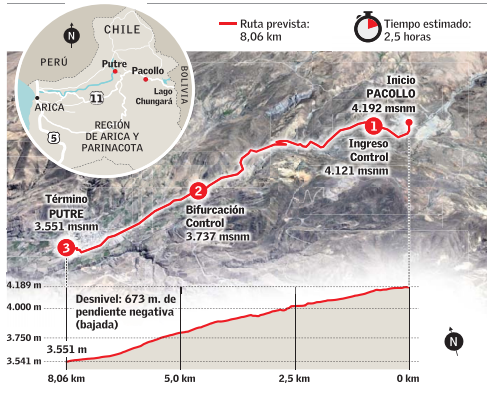 Ruta prevista:
8,06 km
Tiempo estimado:
2,5 horas
N
CHILE
PERÚ
Putre
Pacollo
BOLIVIA
Lago
Chungará
ARICA
11
5
REGIÓN
DE ARICA Y
PARINACOTA
Inicio
PACOLLO
4.192 msnm
1
Ingreso
Control
4.121 msnm
2
Bifurcación
Control
3.737 msnm
Término
PUTRE
3.551 msnm
3
4.189 m
4.000 m
3.750 m
3.541 m
Desnivel: 673 m. de
pendiente negativa
(bajada)
3.551 m
N
8,06 km
5,0 km
2,5 km
0 km